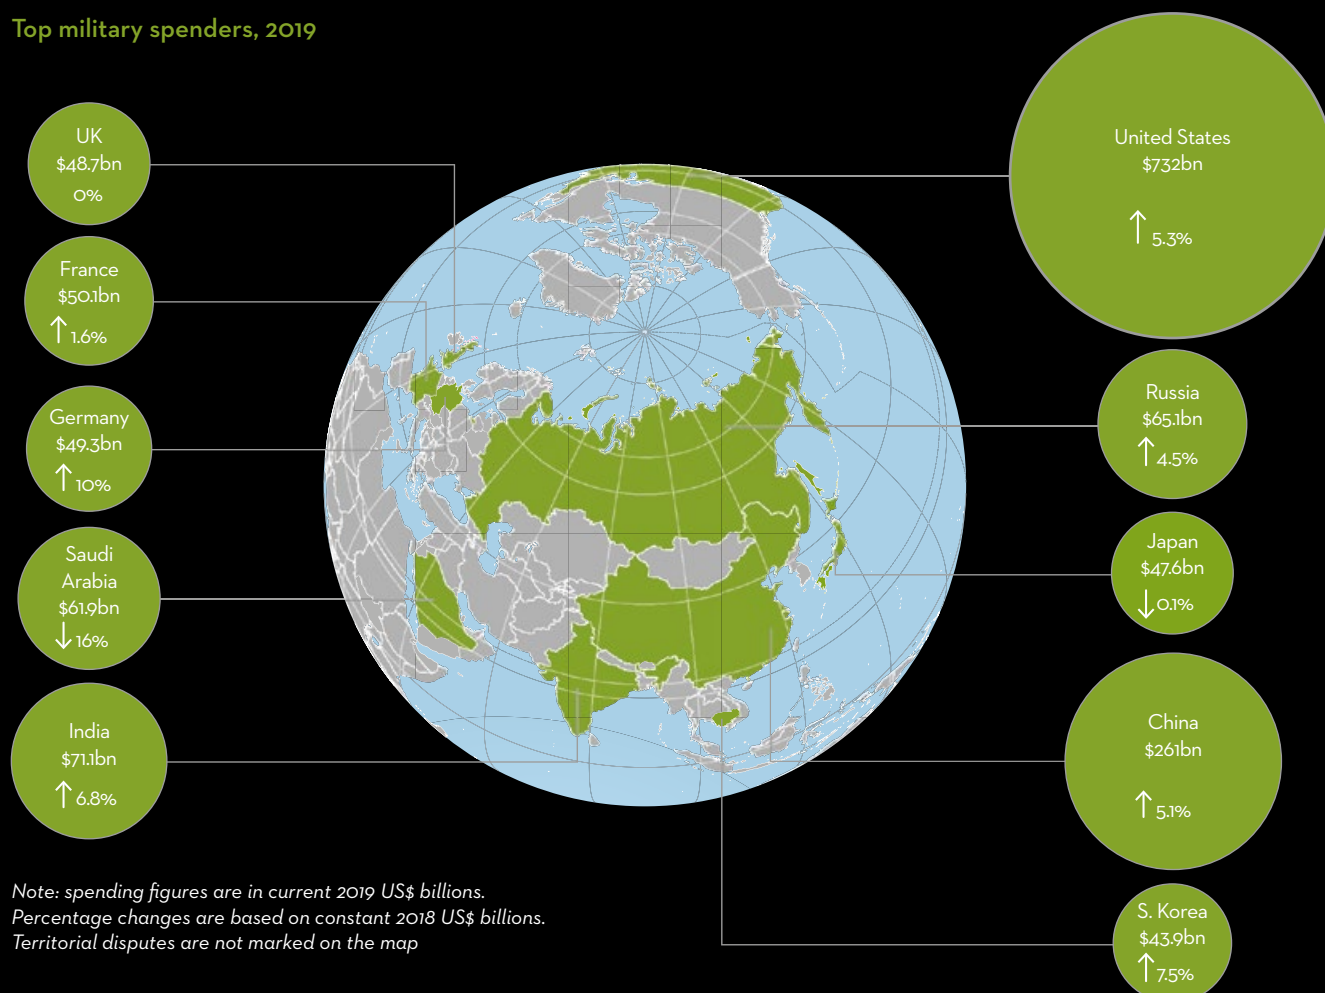 Top military spenders, 2019
UK
$48.7bn
0%
France
$50.1bn
↑ 1.6%
Germany
$49.3bn
↑ 10%
Saudi
Arabia
$61.9bn
↓ 16%
India
$71.1bn
↑ 6.8%
United States
$732bn
↑ 5.3%
Russia
$65.1bn
↑ 4.5%
Japan
$47.6bn
↓ 0.1%
China
$261bn
↑ 5.1%
S. Korea
$43.9bn
↑ 7.5%
Note: spending figures are in current 2019 US$ billions.
Percentage changes are based on constant 2018 US$ billions.
Territorial disputes are not marked on the map